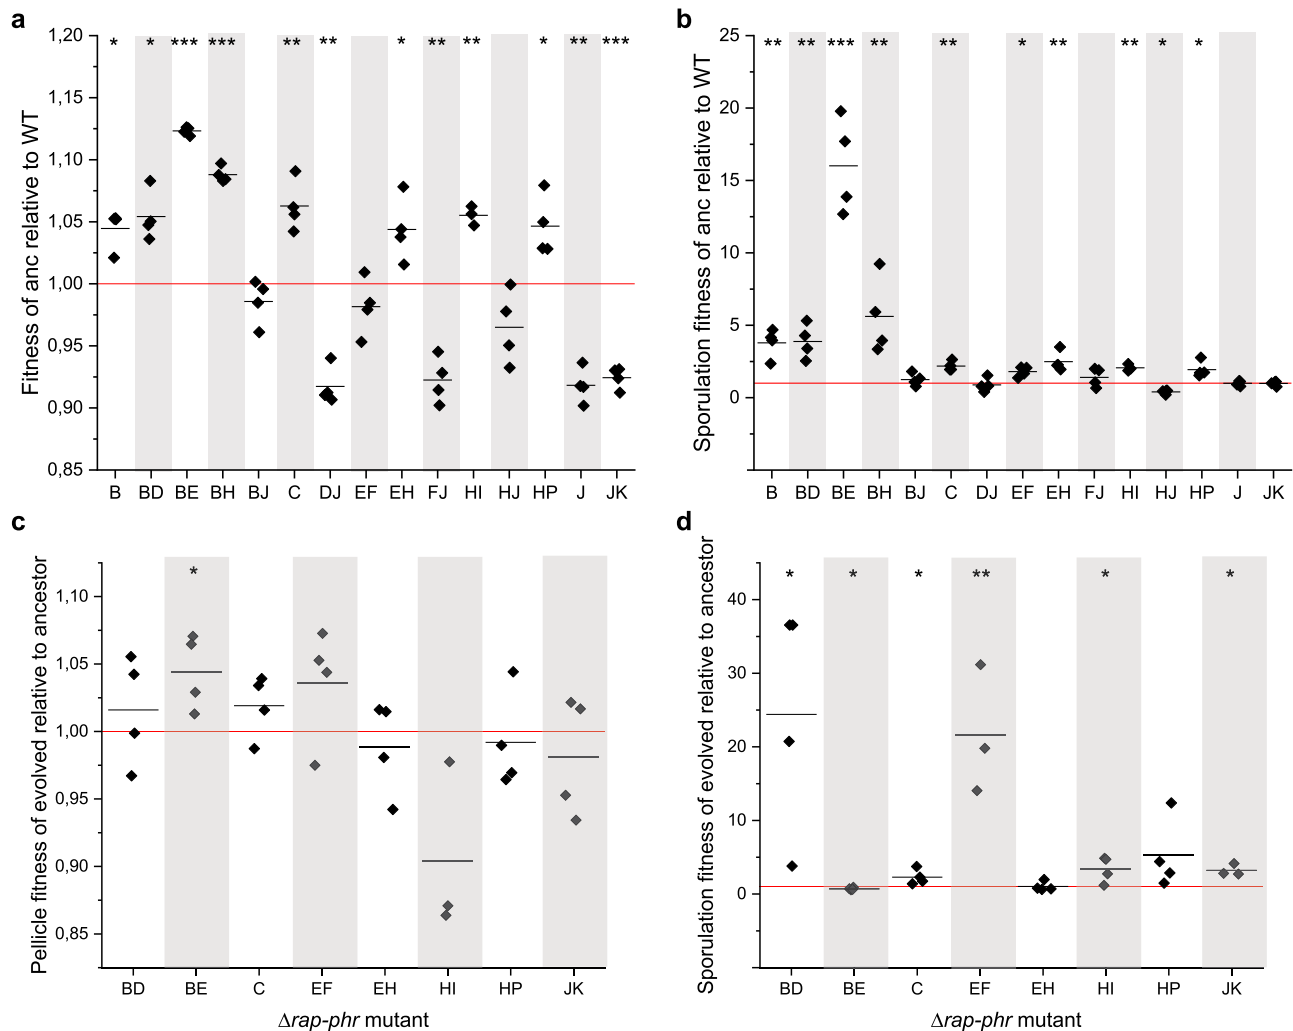 a
Fitness of anc relative to WT
1,20
1,15
1,10
1,05
1,00
0,95
0,90
0,85
* * *** *** ** ** * ** ** * ** ***
B BD BE BH BJ C DJ EF EH FJ HI HJ HP J JK
b
Sporulation fitness of anc relative to WT
25
20
15
10
5
0
** ** *** ** ** * ** ** * *
B BD BE BH BJ C DJ EF EH FJ HI HJ HP J JK
c
Pellicle fitness of evolved relative to ancestor
1,10
1,05
1,00
0,95
0,90
0,85
*
BD BE C EF EH HI HP JK
Δrap-phr mutant
d
Sporulation fitness of evolved relative to ancestor
40
30
20
10
0
* * * ** * *
BD BE C EF EH HI HP JK
Δrap-phr mutant